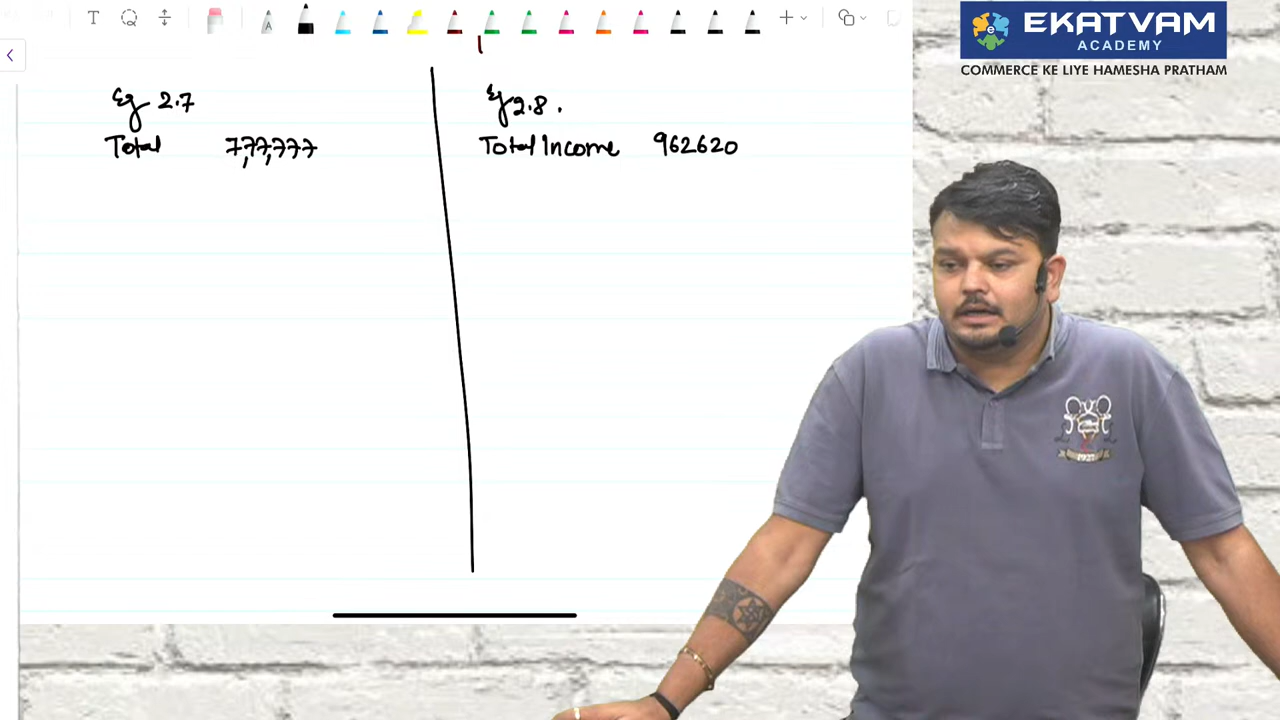 EKATVAM
ACADEMY
COMMERCE KE LIYE HAMESHA PRATHAM
Eg 2.7
Total 7,77,777
Eg 2.8.
Total Income 962620
T
A
1927